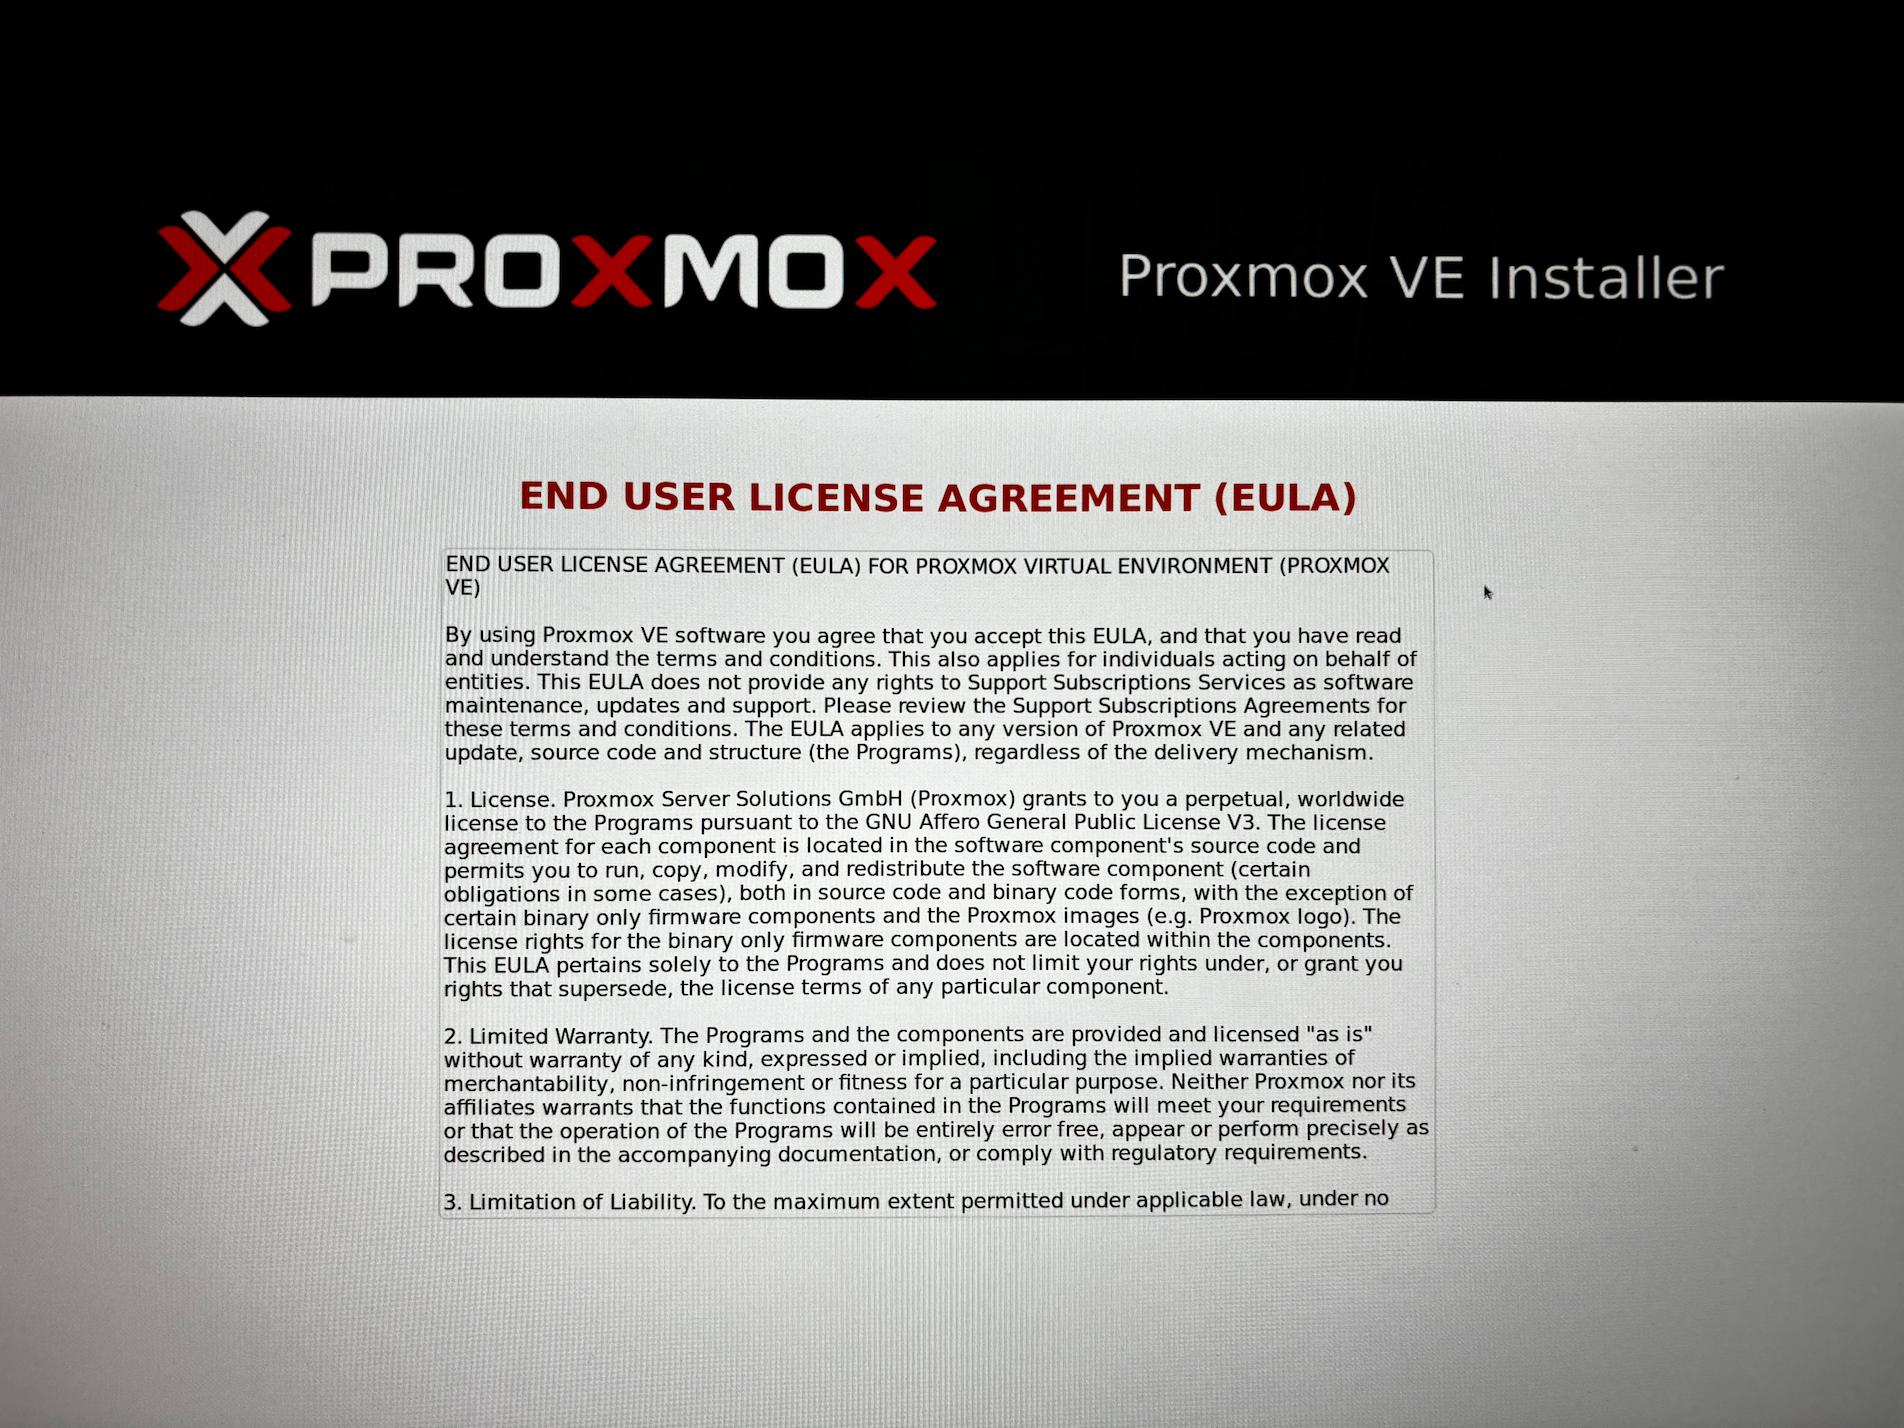 PROXMOX
Proxmox VE Installer
END USER LICENSE AGREEMENT (EULA)
END USER LICENSE AGREEMENT (EULA) FOR PROXMOX VIRTUAL ENVIRONMENT (PROXMOX
VE)
By using Proxmox VE software you agree that you accept this EULA, and that you have read
and understand the terms and conditions. This also applies for individuals acting on behalf of
entities. This EULA does not provide any rights to Support Subscriptions Services as software
maintenance, updates and support. Please review the Support Subscriptions Agreements for
these terms and conditions. The EULA applies to any version of Proxmox VE and any related
update, source code and structure (the Programs), regardless of the delivery mechanism.
1. License. Proxmox Server Solutions GmbH (Proxmox) grants to you a perpetual, worldwide
license to the Programs pursuant to the GNU Affero General Public License V3. The license
agreement for each component is located in the software component's source code and
permits you to run, copy, modify, and redistribute the software component (certain
obligations in some cases), both in source code and binary code forms, with the exception of
certain binary only firmware components and the Proxmox images (e.g. Proxmox logo). The
license rights for the binary only firmware components are located within the components.
This EULA pertains solely to the Programs and does not limit your rights under, or grant you
rights that supersede, the license terms of any particular component.
2. Limited Warranty. The Programs and the components are provided and licensed "as is"
without warranty of any kind, expressed or implied, including the implied warranties of
merchantability, non-infringement or fitness for a particular purpose. Neither Proxmox nor its
affiliates warrants that the functions contained in the Programs will meet your requirements
or that the operation of the Programs will be entirely error free, appear or perform precisely as
described in the accompanying documentation, or comply with regulatory requirements.
3. Limitation of Liability. To the maximum extent permitted under applicable law, under no